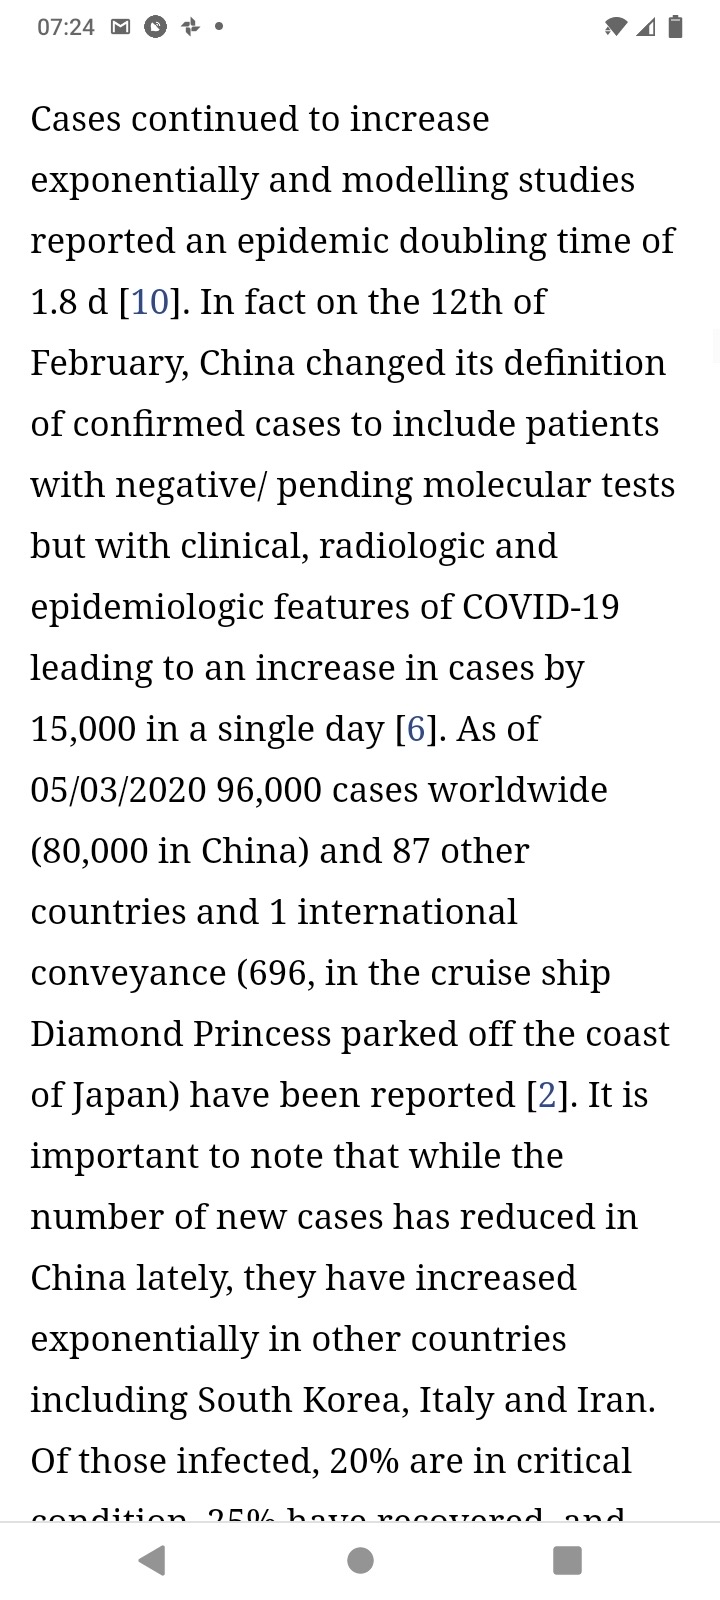 07:24
Cases continued to increase
exponentially and modelling studies
reported an epidemic doubling time of
1.8 d [10]. In fact on the 12th of
February, China changed its definition
of confirmed cases to include patients
with negative/ pending molecular tests
but with clinical, radiologic and
epidemiologic features of COVID-19
leading to an increase in cases by
15,000 in a single day [6]. As of
05/03/2020 96,000 cases worldwide
(80,000 in China) and 87 other
countries and 1 international
conveyance (696, in the cruise ship
Diamond Princess parked off the coast
of Japan) have been reported [2]. It is
important to note that while the
number of new cases has reduced in
China lately, they have increased
exponentially in other countries
including South Korea, Italy and Iran.
Of those infected, 20% are in critical
condition, 25% have recovered, and